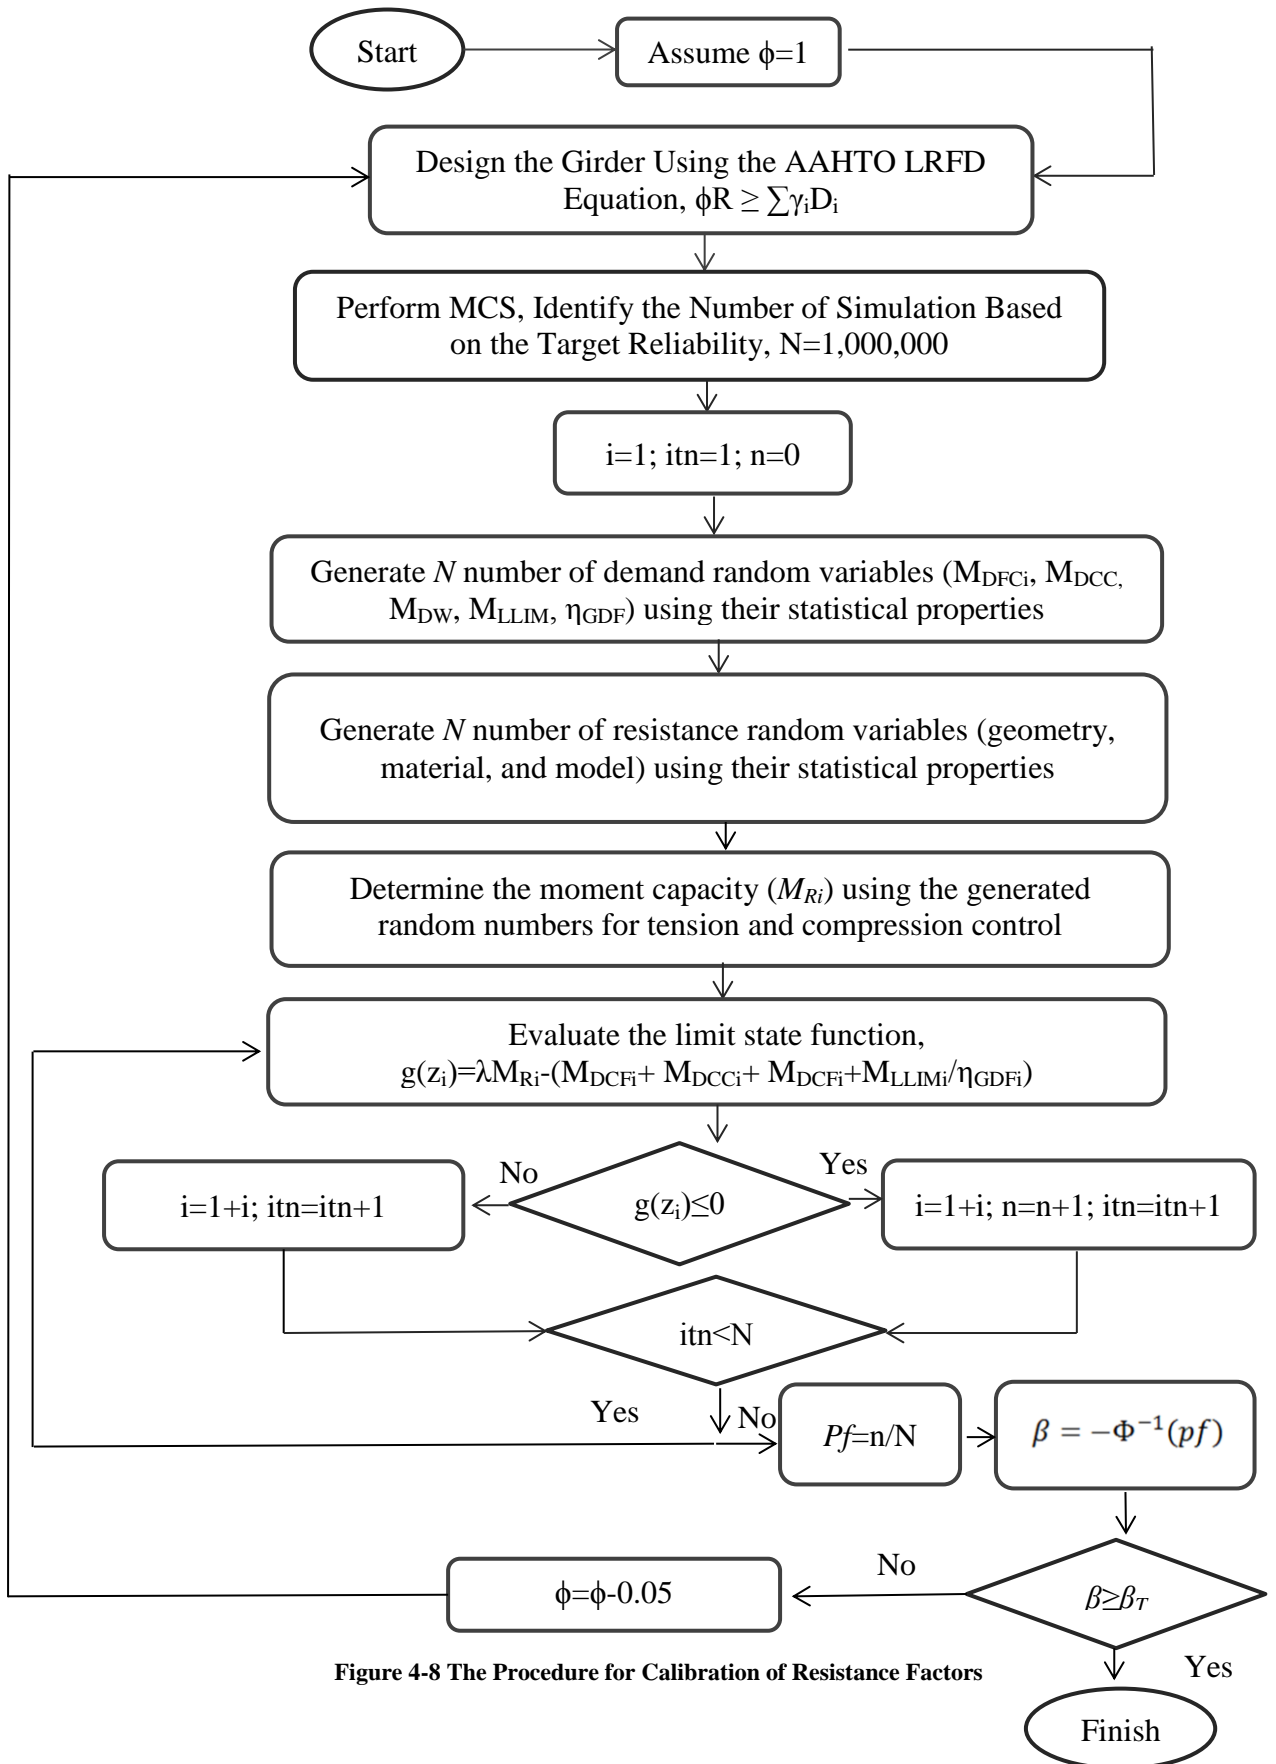 Start
Assume ϕ=1
Design the Girder Using the AAHTO LRFD
Equation, ϕR ≥ ∑γiDi
Perform MCS, Identify the Number of Simulation Based
on the Target Reliability, N=1,000,000
i=1; itn=1; n=0
Generate N number of demand random variables (MDFCi, MDCC,
MDW, MLLIM, ηGDF) using their statistical properties
Generate N number of resistance random variables (geometry,
material, and model) using their statistical properties
Determine the moment capacity (MRi) using the generated
random numbers for tension and compression control
Evaluate the limit state function,
g(zi)=λMRi-(MDCFi+ MDCCi+ MDCFi+MLLIMi/ηGDFi)
No
Yes
i=1+i; itn=itn+1
g(zi)≤0
i=1+i; n=n+1; itn=itn+1
itn<N
Yes
No
Pf=n/N
β = −Φ⁻¹(pf)
No
ϕ=ϕ-0.05
β≥βT
Figure 4-8 The Procedure for Calibration of Resistance Factors
Yes
Finish